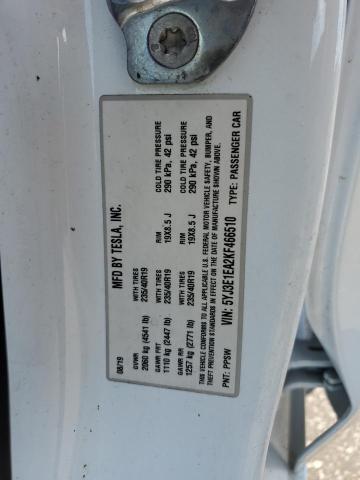 MFD BY TESLA, INC.
08/19
GVWR
2060 kg (4541 lb)
WITH TIRES
235/40R19
RIM
19X8.5 J
COLD TIRE PRESSURE
290 kPa, 42 psi
GAWR FRT
1110 kg (2447 lb)
WITH TIRES
235/40R19
RIM
19X8.5 J
COLD TIRE PRESSURE
290 kPa, 42 psi
GAWR RR
1257 kg (2771 lb)
THIS VEHICLE CONFORMS TO ALL APPLICABLE U.S. FEDERAL MOTOR VEHICLE SAFETY, BUMPER, AND
THEFT PREVENTION STANDARDS IN EFFECT ON THE DATE OF MANUFACTURE SHOWN ABOVE.
VIN: 5YJ3E1EA2KF466510
PNT: PPSW
TYPE: PASSENGER CAR